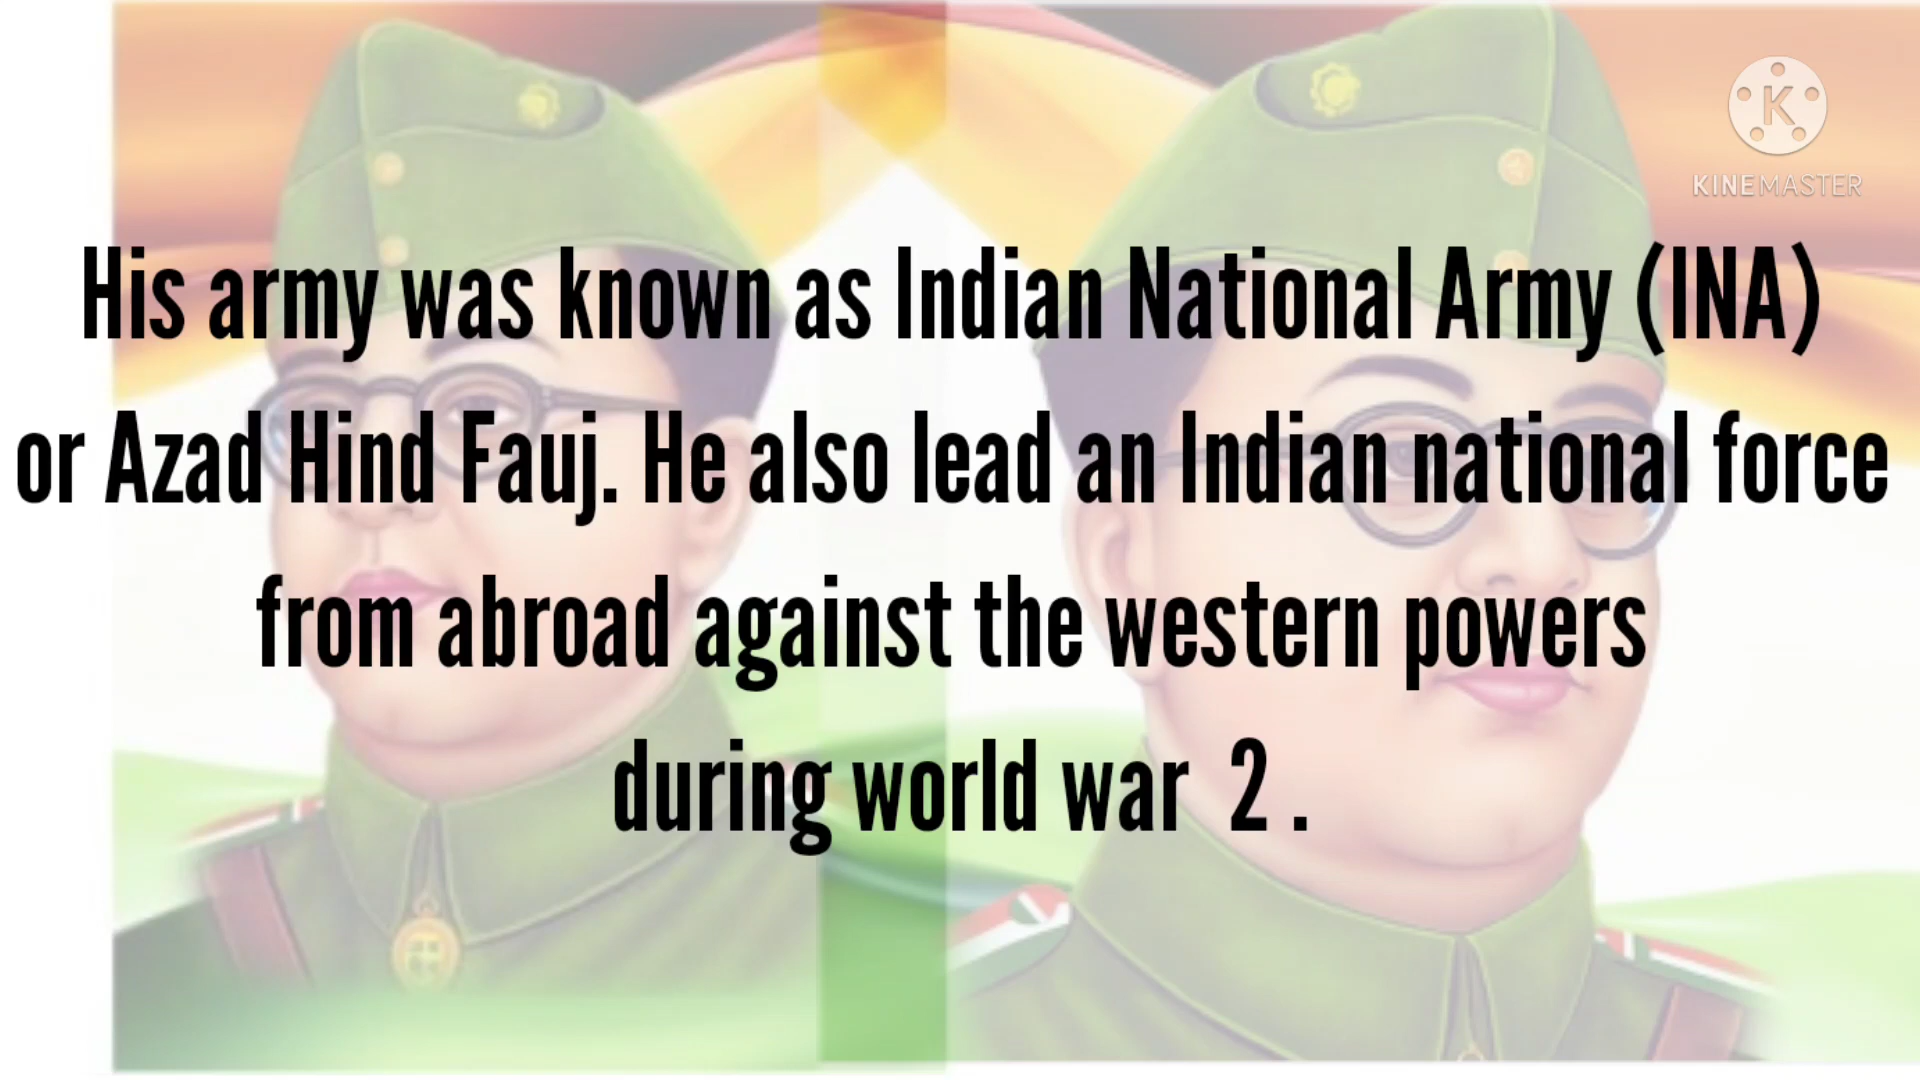 KINEMASTER
His army was known as Indian National Army (INA)
or Azad Hind Fauj. He also lead an Indian national force
from abroad against the western powers
during world war 2 .